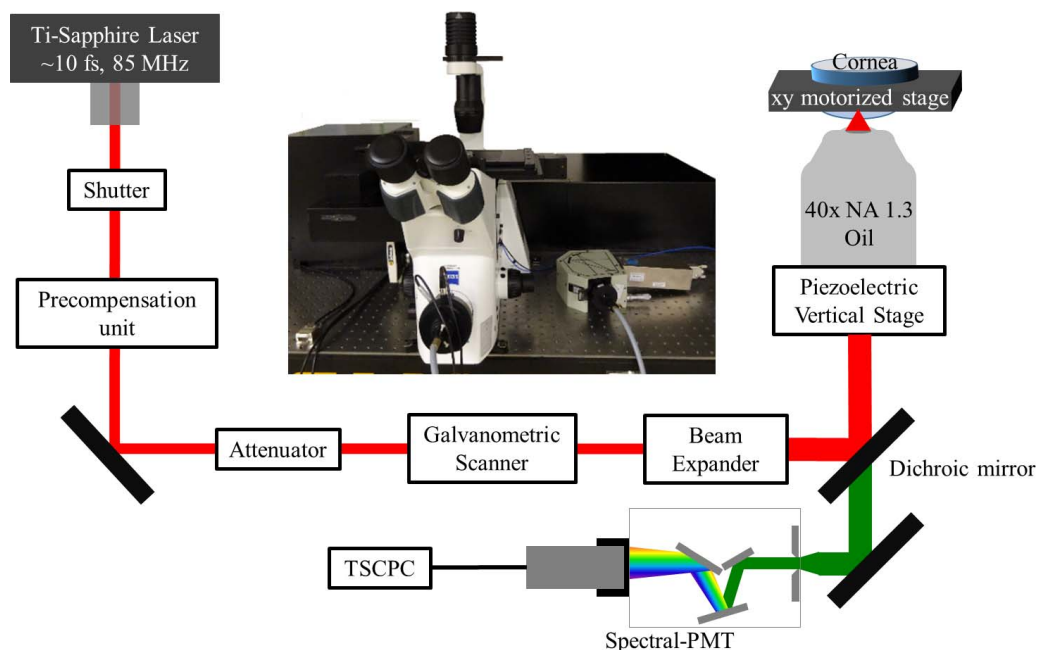 Ti-Sapphire Laser
~10 fs, 85 MHz
Cornea
xy motorized stage
Shutter
40x NA 1.3
Oil
Precompensation
unit
Piezoelectric
Vertical Stage
Attenuator
Galvanometric
Scanner
Beam
Expander
Dichroic mirror
TSCPC
Spectral-PMT